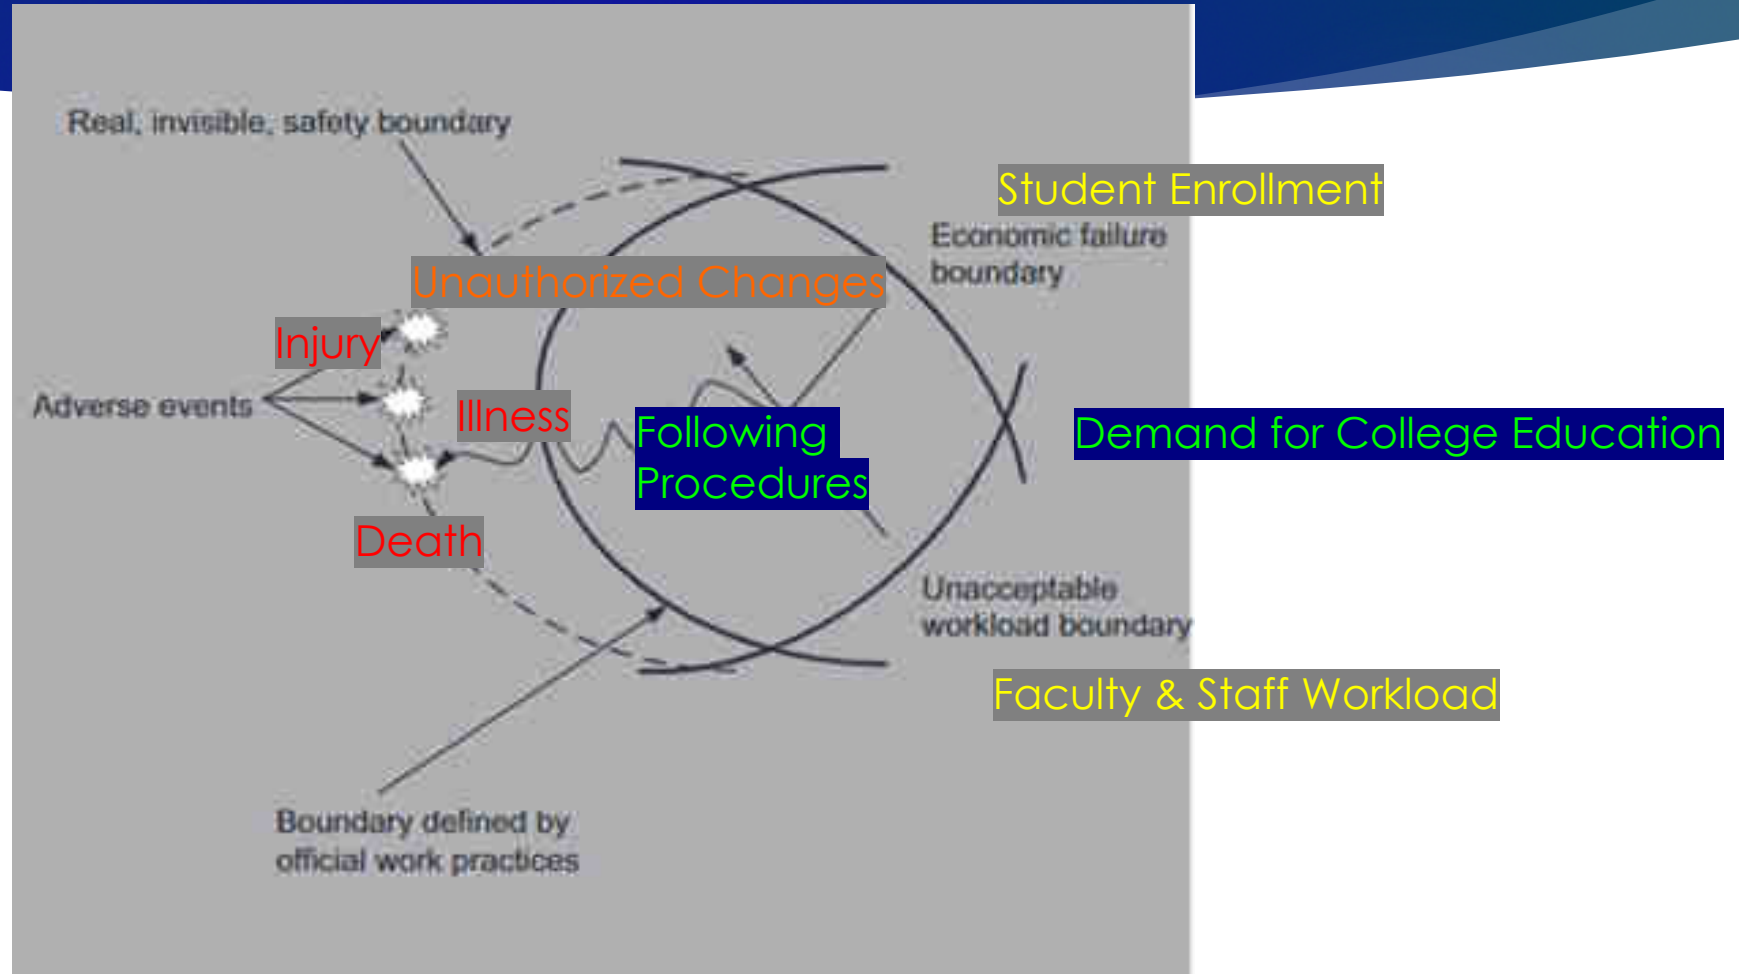 Real, invisible, safety boundary
Student Enrollment
Economic failure
boundary
Unauthorized Changes
Injury
Adverse events
Illness
Following
Procedures
Demand for College Education
Death
Unacceptable
workload boundary
Faculty & Staff Workload
Boundary defined by
official work practices